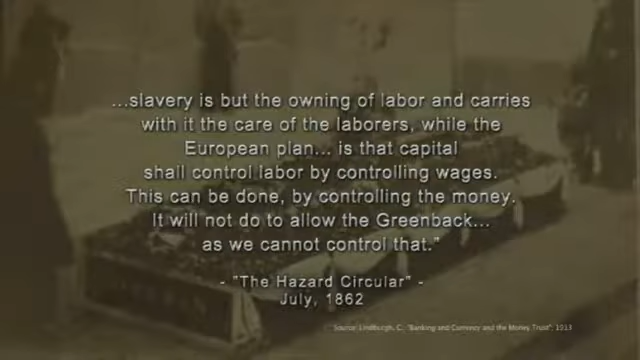 ...slavery is but the owning of labor and carries
with it the care of the laborers, while the
European plan... is that capital
shall control labor by controlling wages.
This can be done, by controlling the money.
It will not do to allow the Greenback...
as we cannot control that."
- "The Hazard Circular" -
July, 1862
Source: Lindburgh, C. "Banking and Currency and the Money Trust", 1913